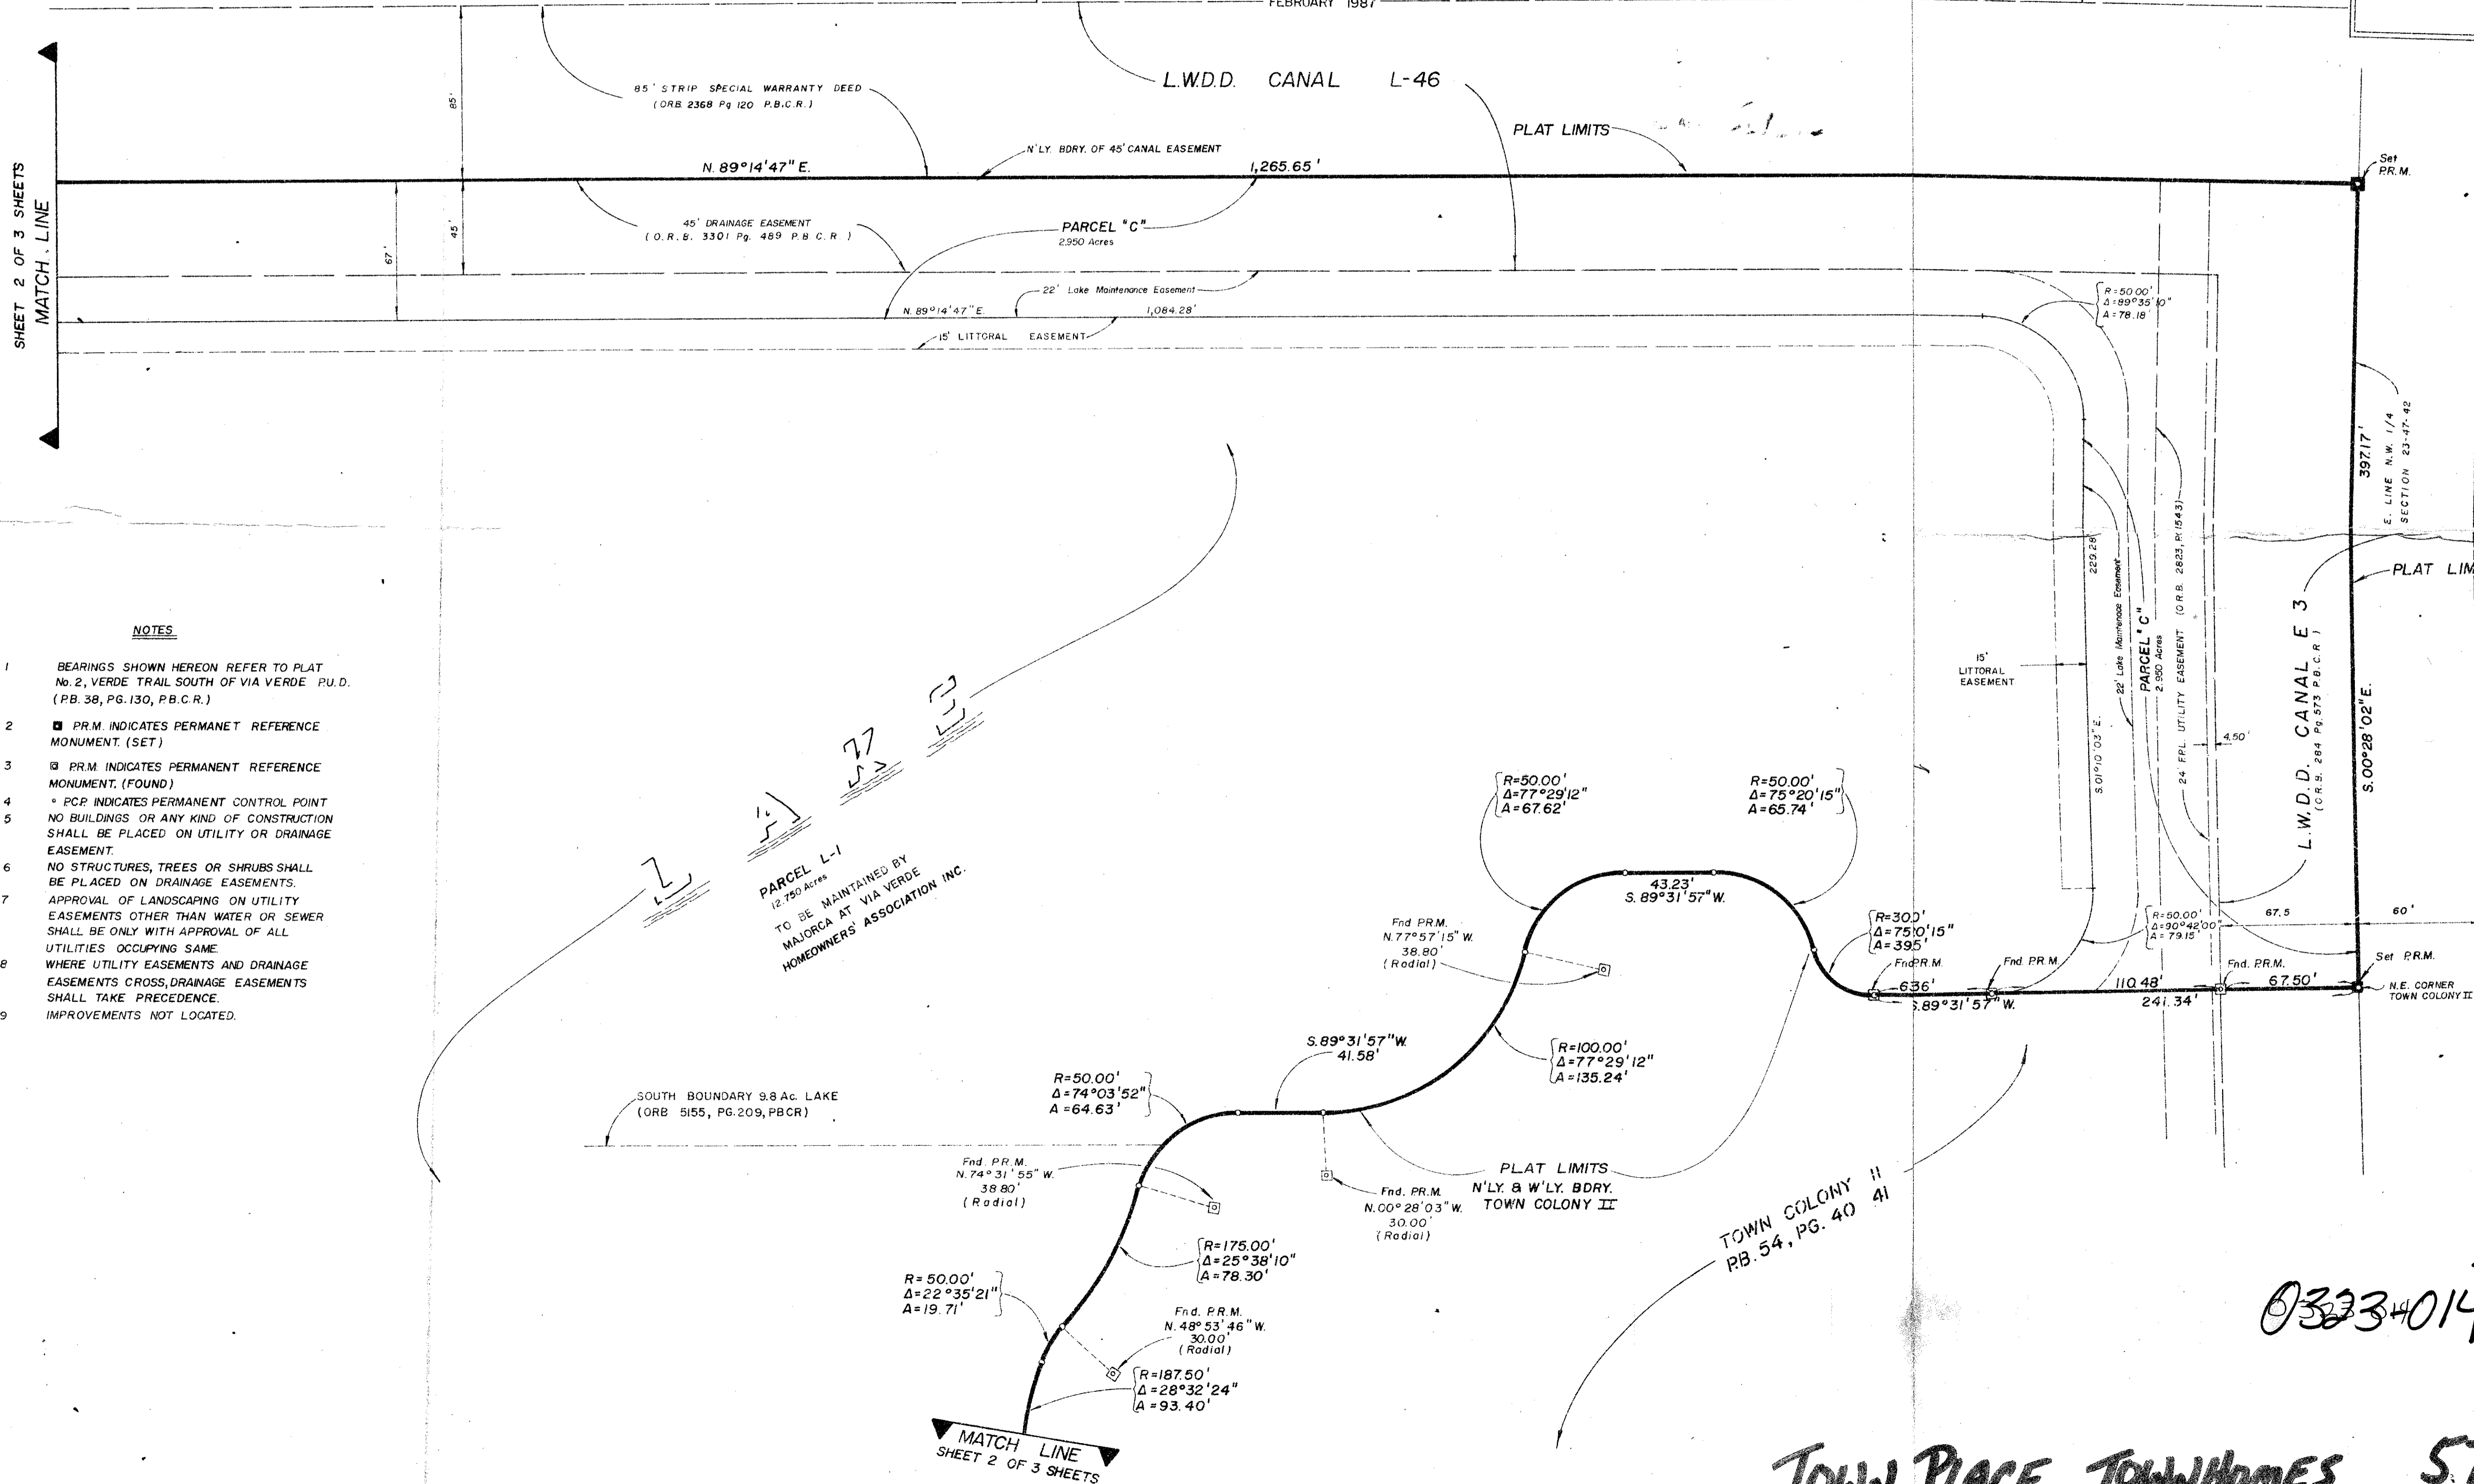 FEBRUARY 1987
L.W.D.D. CANAL L-46
85' STRIP SPECIAL WARRANTY DEED
(ORB. 2368 Pg 120 P.B.C.R.)
85'
PLAT LIMITS
N'LY. BDRY. OF 45' CANAL EASEMENT
N. 89°14'47" E.
1,265.65'
Set
P.R.M.
SHEET 2 OF 3 SHEETS
MATCH LINE
67'
45'
45' DRAINAGE EASEMENT
(O.R.B. 3301 Pg. 489 P.B.C.R.)
PARCEL "C"
2.950 Acres
22' Lake Maintenance Easement
N. 89°14'47" E.
1,084.28'
15' LITTORAL EASEMENT
R=50.00'
Δ=89°35'10"
A=78.18'
397.17'
E. LINE N.W. 1/4
SECTION 23-47-42
PLAT LIM
S.00°28'02"E.
L.W.D.D. CANAL E 3
(O.R.B. 284 Pg. 573 P.B.C.R.)
24' F.P.L. UTILITY EASEMENT (O.R.B. 2823, P. 1543)
PARCEL "C"
2.950 Acres
22' Lake Maintenance Easement
229.28'
S.01°10'03"E.
15'
LITTORAL
EASEMENT
4.50'
NOTES
1 BEARINGS SHOWN HEREON REFER TO PLAT
No. 2, VERDE TRAIL SOUTH OF VIA VERDE P.U.D.
(P.B. 38, PG. 130, P.B.C.R.)
2 P.R.M. INDICATES PERMANET REFERENCE
MONUMENT. (SET)
3 P.R.M. INDICATES PERMANENT REFERENCE
MONUMENT. (FOUND)
4 ° P.C.P. INDICATES PERMANENT CONTROL POINT
5 NO BUILDINGS OR ANY KIND OF CONSTRUCTION
SHALL BE PLACED ON UTILITY OR DRAINAGE
EASEMENT.
6 NO STRUCTURES, TREES OR SHRUBS SHALL
BE PLACED ON DRAINAGE EASEMENTS.
7 APPROVAL OF LANDSCAPING ON UTILITY
EASEMENTS OTHER THAN WATER OR SEWER
SHALL BE ONLY WITH APPROVAL OF ALL
UTILITIES OCCUPYING SAME.
8 WHERE UTILITY EASEMENTS AND DRAINAGE
EASEMENTS CROSS, DRAINAGE EASEMENTS
SHALL TAKE PRECEDENCE.
9 IMPROVEMENTS NOT LOCATED.
PARCEL L-1
12.750 Acres
TO BE MAINTAINED BY
MAJORCA AT VIA VERDE
HOMEOWNERS' ASSOCIATION INC.
R=50.00'
Δ=77°29'12"
A=67.62'
R=50.00'
Δ=75°20'15"
A=65.74'
43.23'
S. 89°31'57"W.
Fnd P.R.M.
N.77°57'15"W.
38.80'
(Radial)
Fnd. P.R.M.
Fnd. P.R.M.
R=50.00'
Δ=90°42'00"
A=79.15'
67.5
60'
Fnd. P.R.M.
Set P.R.M.
110.48'
67.50'
S.89°31'57"W.
241.34'
N.E. CORNER
TOWN COLONY II
S.89°31'57"W.
41.58'
R=100.00'
Δ=77°29'12"
A=135.24'
R=50.00'
Δ=74°03'52"
A=64.63'
SOUTH BOUNDARY 9.8 Ac. LAKE
(ORB 5155, PG.209, PBCR)
Fnd. P.R.M.
N.74°31'55"W.
38.80'
(Radial)
Fnd. P.R.M.
N.00°28'03"W.
30.00'
(Radial)
PLAT LIMITS
N'LY. & W'LY. BDRY.
TOWN COLONY II
TOWN COLONY II
P.B. 54, PG. 40 41
R=175.00'
Δ=25°38'10"
A=78.30'
R=50.00'
Δ=22°35'21"
A=19.71'
Fnd. P.R.M.
N. 48°53'46"W.
30.00'
(Radial)
R=187.50'
Δ=28°32'24"
A=93.40'
MATCH LINE
SHEET 2 OF 3 SHEETS
TOWN PLACE TOWNHOMES